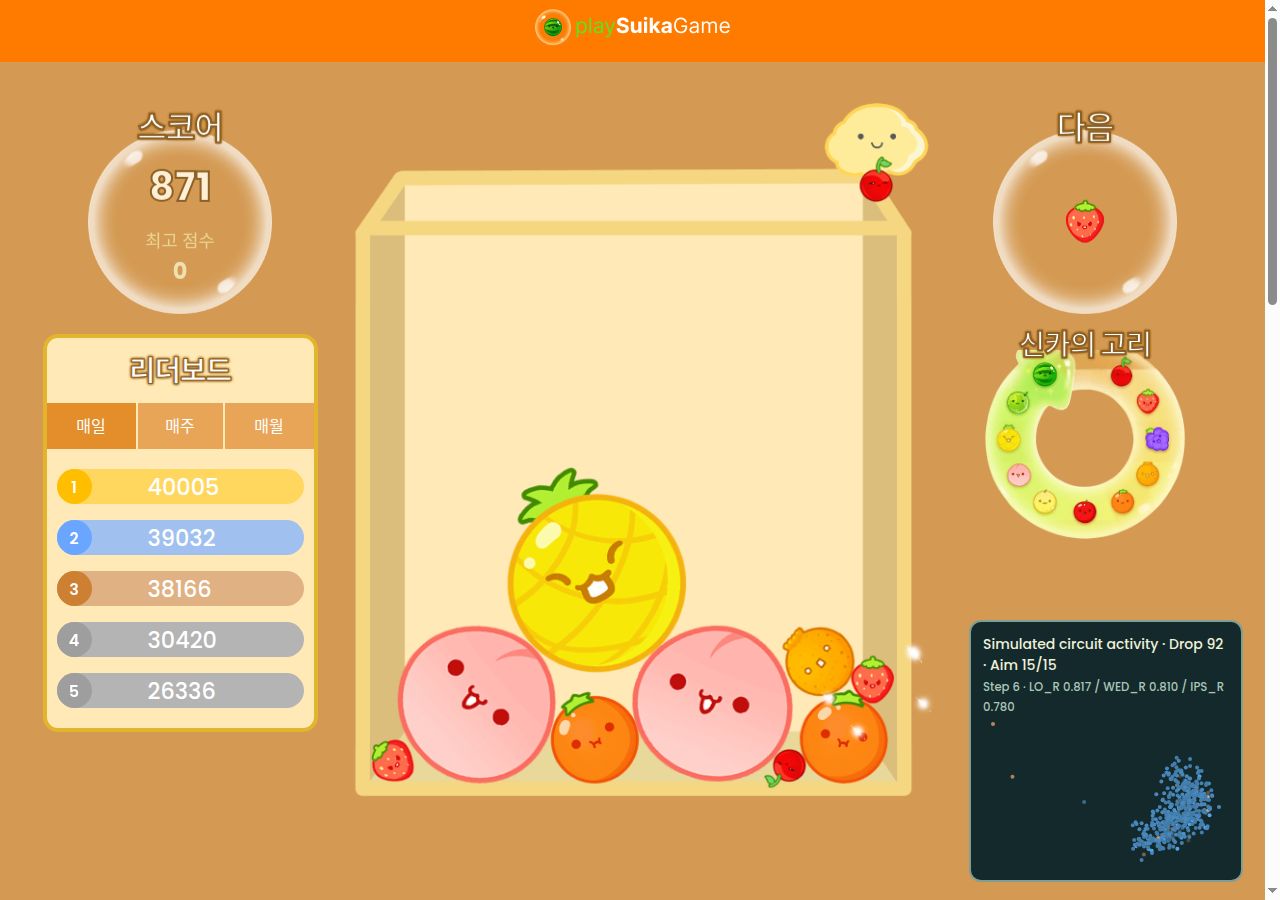 playSuikaGame
스코어
871
최고 점수
0
다음
신카의 고리
리더보드
매일 매주 매월
1 40005
2 39032
3 38166
4 30420
5 26336
Simulated circuit activity · Drop 92
· Aim 15/15
Step 6 · LO_R 0.817 / WED_R 0.810 / IPS_R
0.780